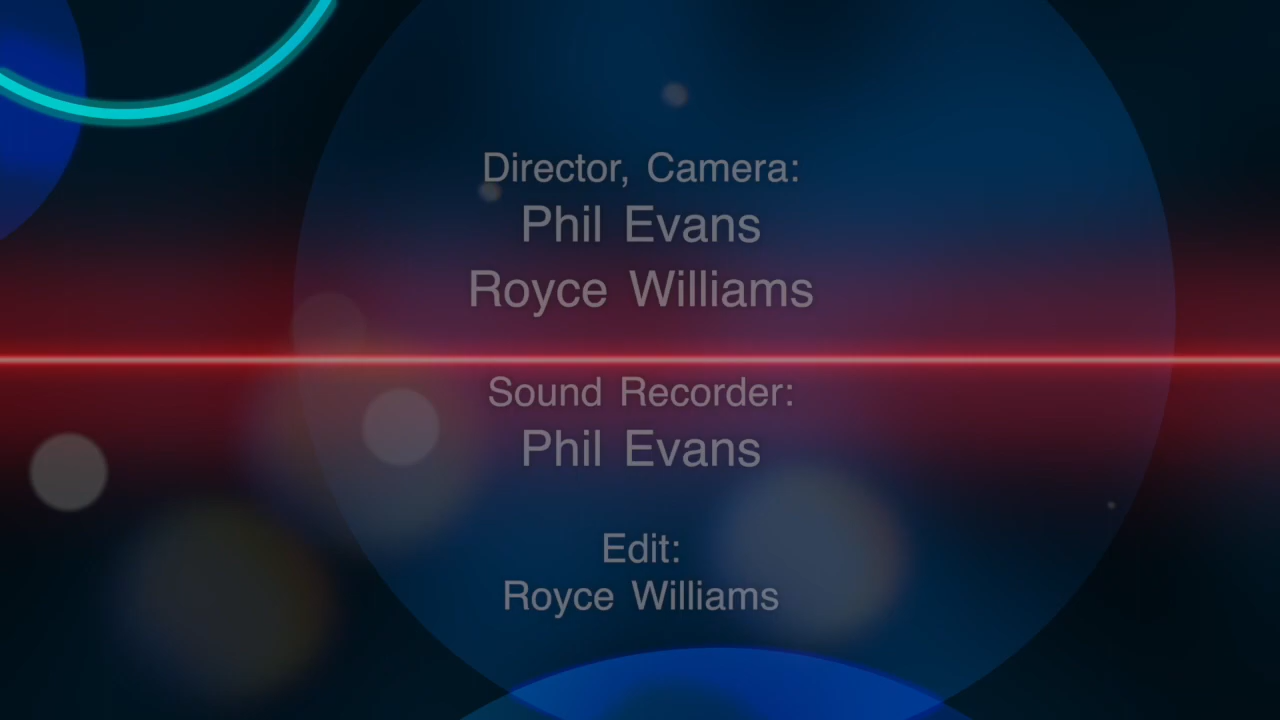 Director, Camera:
Phil Evans
Royce Williams
Sound Recorder:
Phil Evans
Edit:
Royce Williams